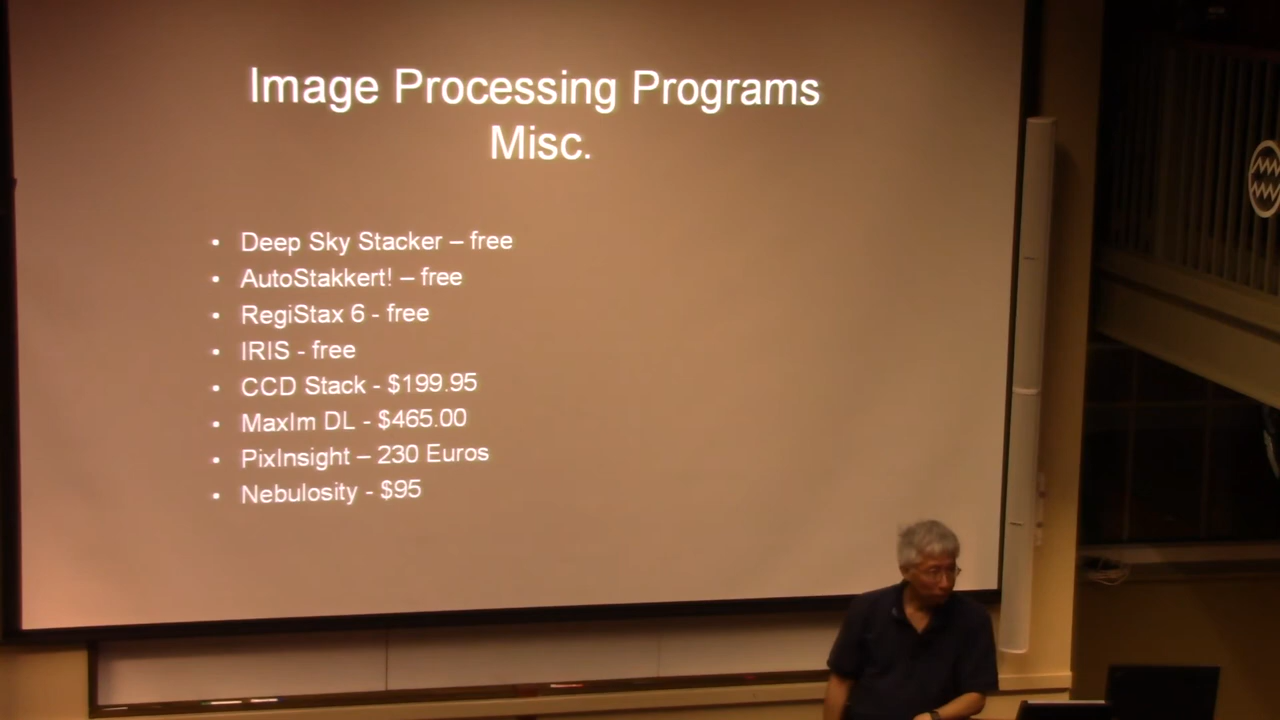 Image Processing Programs
Misc.
• Deep Sky Stacker – free
• AutoStakkert! – free
• RegiStax 6 - free
• IRIS - free
• CCD Stack - $199.95
• MaxIm DL - $465.00
• PixInsight – 230 Euros
• Nebulosity - $95